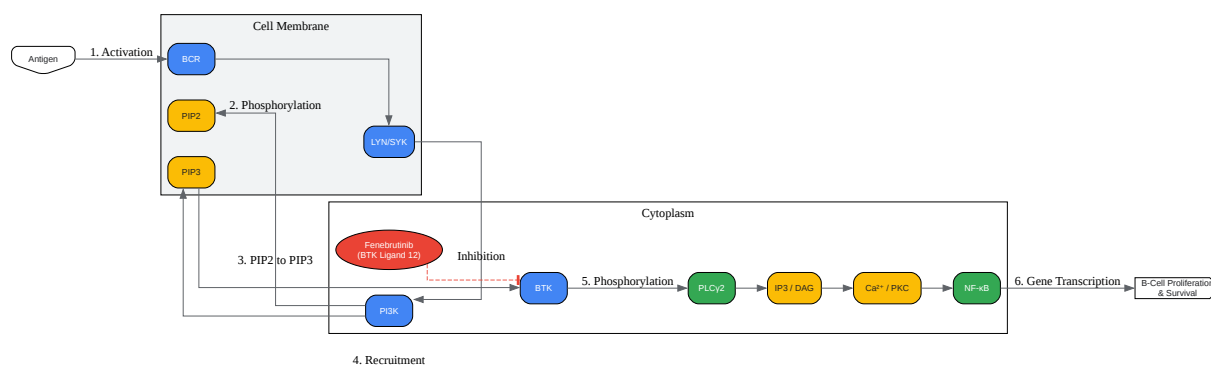 Cell Membrane
Antigen
1. Activation
BCR
PIP2
2. Phosphorylation
LYN/SYK
PIP3
Cytoplasm
Fenebrutinib
(BTK Ligand 12)
3. PIP2 to PIP3
Inhibition
BTK
5. Phosphorylation
PLCγ2
IP3 / DAG
Ca²⁺ / PKC
NF-κB
6. Gene Transcription
B-Cell Proliferation
& Survival
PI3K
4. Recruitment